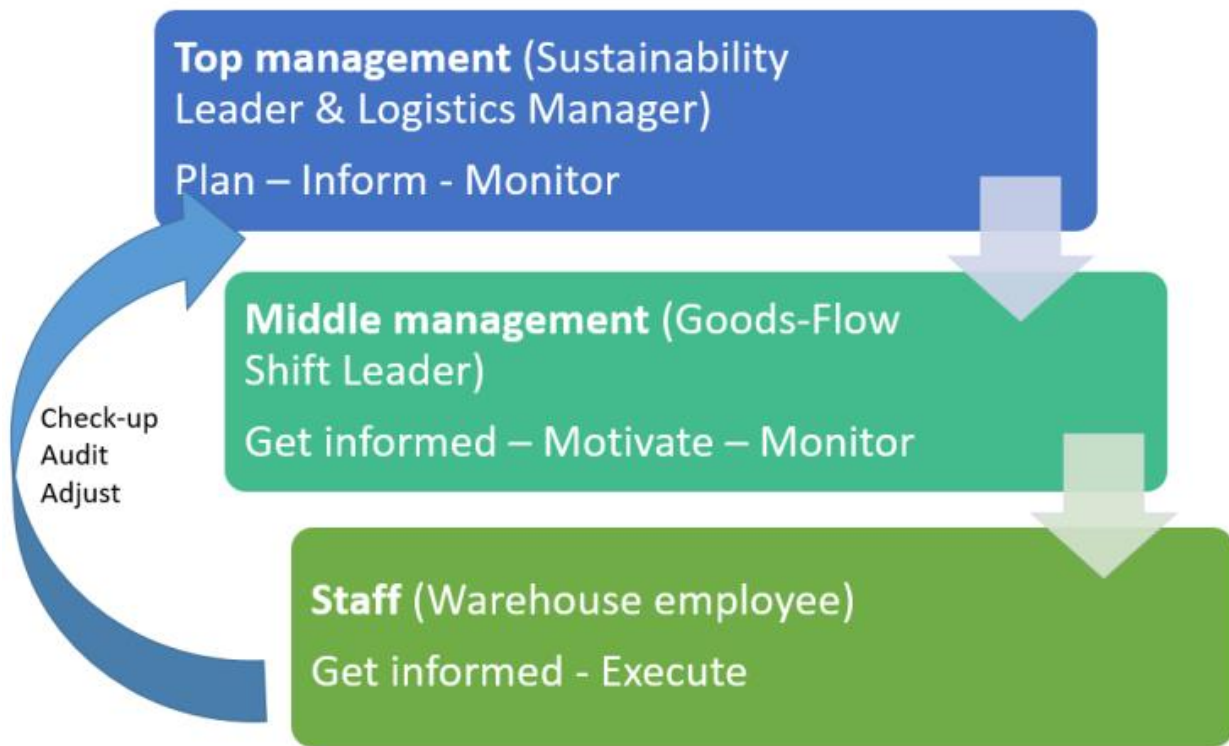 Top management (Sustainability
Leader & Logistics Manager)
Plan – Inform - Monitor
Middle management (Goods-Flow
Shift Leader)
Get informed – Motivate – Monitor
Check-up
Audit
Adjust
Staff (Warehouse employee)
Get informed - Execute